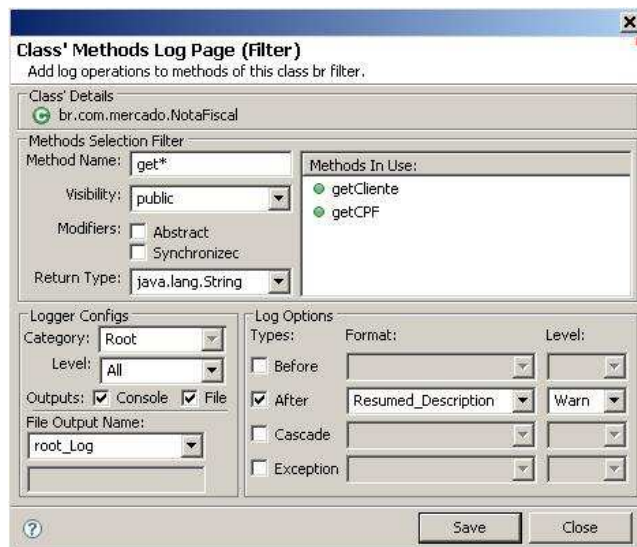 Class' Methods Log Page (Filter)
Add log operations to methods of this class br filter.
Class' Details
br.com.mercado.NotaFiscal
Methods Selection Filter
Method Name: get*
Visibility: public
Modifiers: Abstract
Synchronizec
Return Type: java.lang.String
Methods In Use:
getCliente
getCPF
Logger Configs
Category: Root
Level: All
Outputs: Console File
File Output Name:
root_Log
Log Options
Types: Format: Level:
Before
After Resumed_Description Warn
Cascade
Exception
Save Close